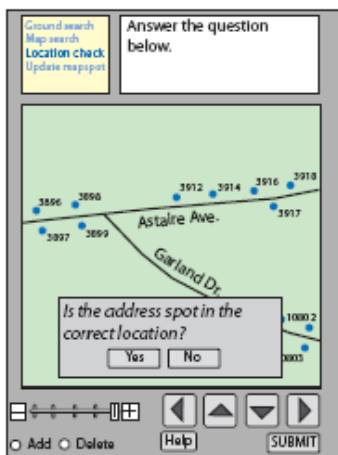 Ground search
Map search
Location check
Update mapspot
Answer the question
below.
3896
3898
3912
3914
3916
3918
3897
3899
3917
Astaire Ave.
Garland Dr.
Is the address spot in the
correct location?
Yes
No
10802
0803
Add
Delete
Help
SUBMIT